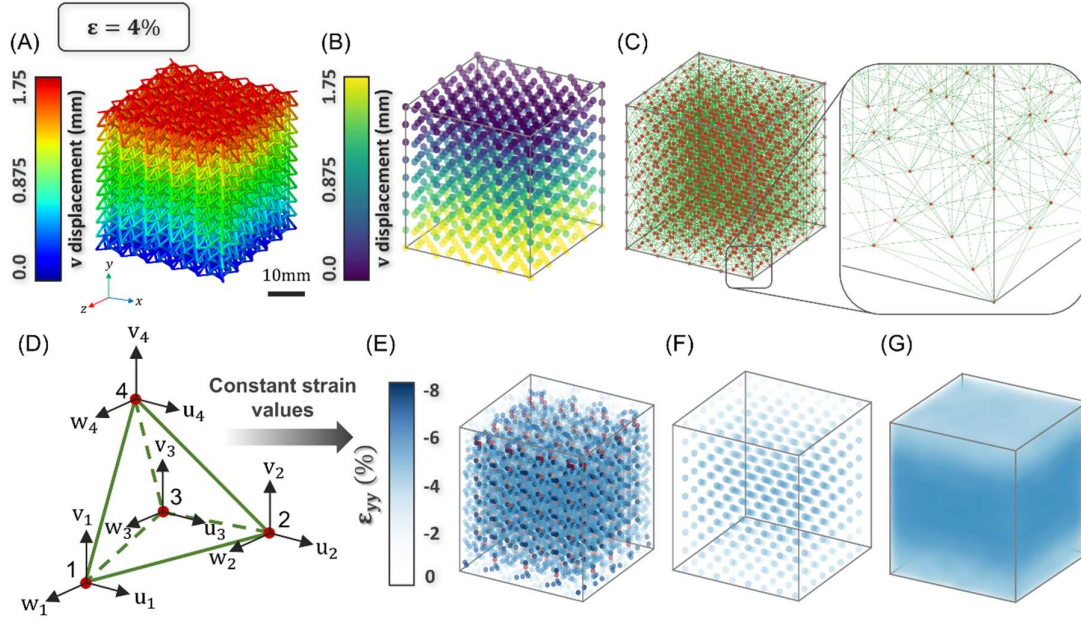 ε = 4%
(A)
(B)
(C)
1.75
0.875
0.0
v displacement (mm)
1.75
0.875
0.0
v displacement (mm)
y
z
x
10mm
(D)
(E)
(F)
(G)
v₄
4
w₄
u₄
v₃
3
w₃
u₃
v₂
2
w₂
u₂
v₁
1
w₁
u₁
Constant strain
values
-8
-6
-4
-2
0
εyy (%)